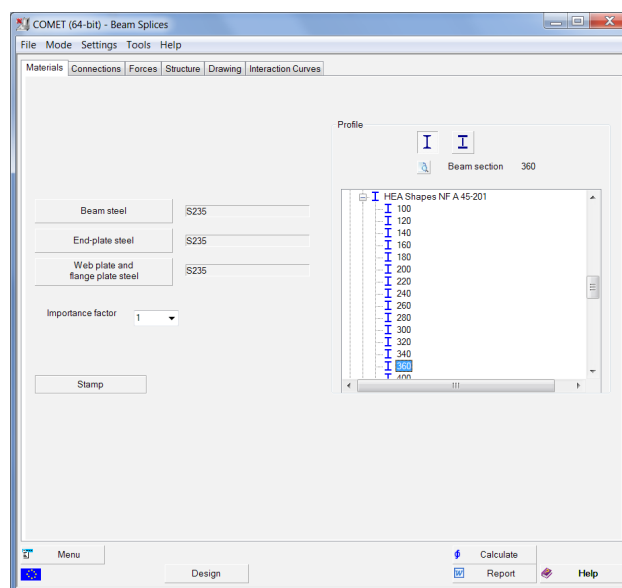 COMET (64-bit) - Beam Splices
File Mode Settings Tools Help
Materials Connections Forces Structure Drawing Interaction Curves
Profile
Beam section 360
HEA Shapes NF A 45-201
100
120
140
160
180
200
220
240
260
280
300
320
340
360
400
Beam steel S235
End-plate steel S235
Web plate and
flange plate steel S235
Importance factor 1
Stamp
Menu
Calculate
Design
Report
Help